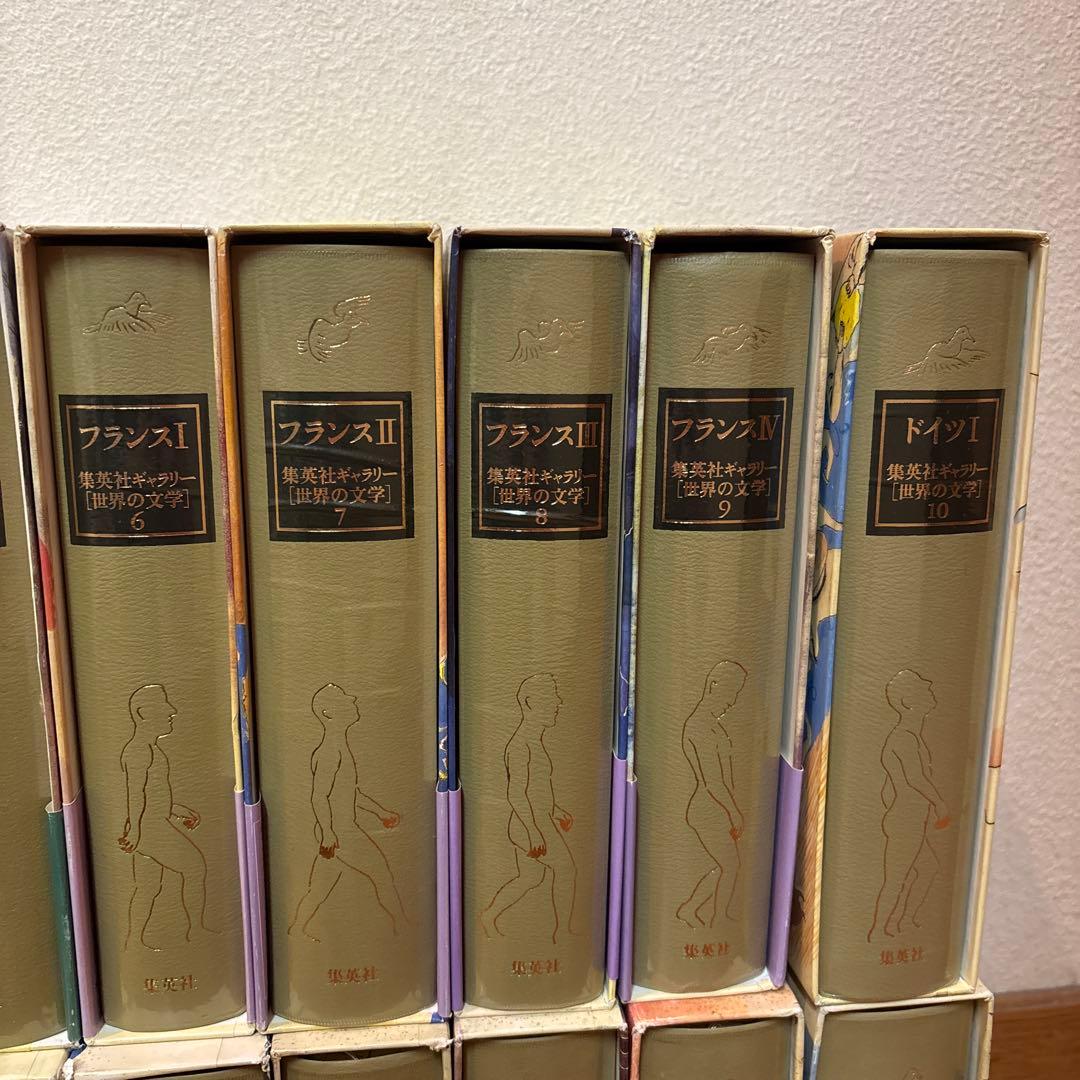 フランスⅠ
集英社ギャラリー
[世界の文学]
6
集英社
フランスⅡ
集英社ギャラリー
[世界の文学]
7
集英社
フランスⅢ
集英社ギャラリー
[世界の文学]
8
集英社
フランスⅣ
集英社ギャラリー
[世界の文学]
9
集英社
ドイツⅠ
集英社ギャラリー
[世界の文学]
10
集英社